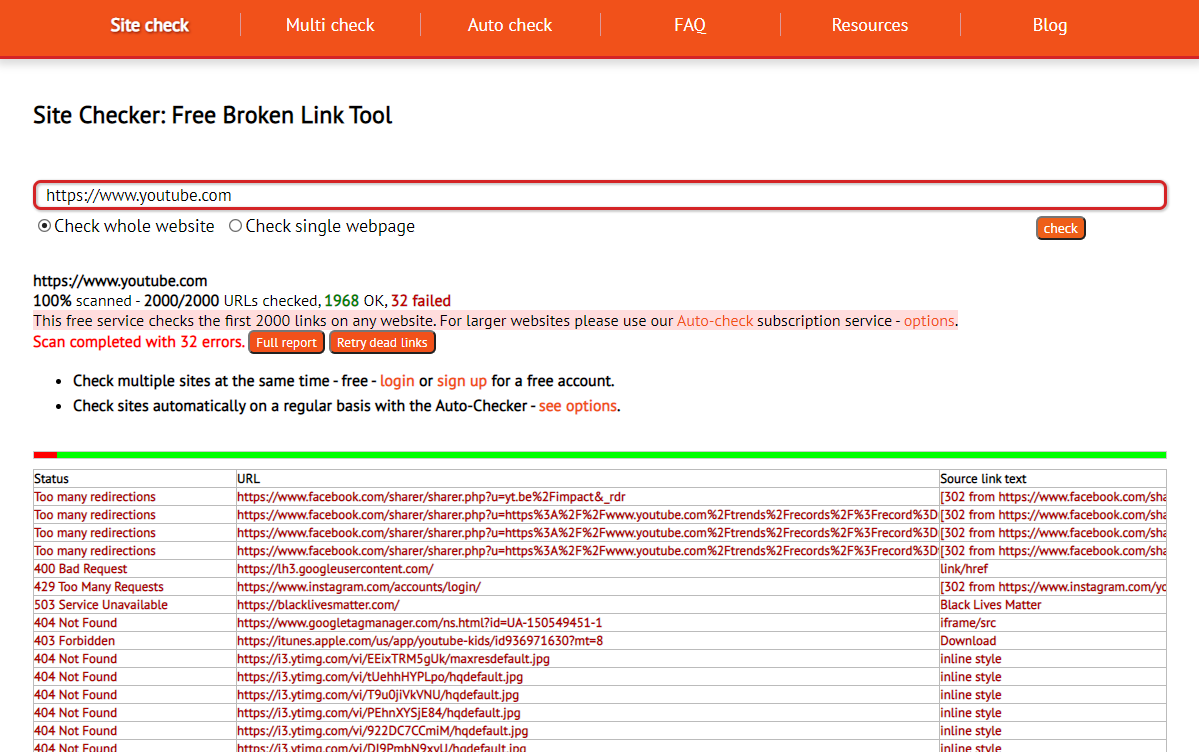 Site check Multi check Auto check FAQ Resources Blog
Site Checker: Free Broken Link Tool
https://www.youtube.com
Check whole website Check single webpage check
https://www.youtube.com
100% scanned - 2000/2000 URLs checked, 1968 OK, 32 failed
This free service checks the first 2000 links on any website. For larger websites please use our Auto-check subscription service - options.
Scan completed with 32 errors. Full report Retry dead links
• Check multiple sites at the same time - free - login or sign up for a free account.
• Check sites automatically on a regular basis with the Auto-Checker - see options.
Status URL Source link text
Too many redirections https://www.facebook.com/sharer/sharer.php?u=yt.be%2Fimpact&_rdr [302 from https://www.facebook.com/sha
Too many redirections https://www.facebook.com/sharer/sharer.php?u=https%3A%2F%2Fwww.youtube.com%2Ftrends%2Frecords%2F%3Frecord%3D [302 from https://www.facebook.com/sha
Too many redirections https://www.facebook.com/sharer/sharer.php?u=https%3A%2F%2Fwww.youtube.com%2Ftrends%2Frecords%2F%3Frecord%3D [302 from https://www.facebook.com/sha
Too many redirections https://www.facebook.com/sharer/sharer.php?u=https%3A%2F%2Fwww.youtube.com%2Ftrends%2Frecords%2F%3Frecord%3D [302 from https://www.facebook.com/sha
400 Bad Request https://lh3.googleusercontent.com/ link/href
429 Too Many Requests https://www.instagram.com/accounts/login/ [302 from https://www.instagram.com/yo
503 Service Unavailable https://blacklivesmatter.com/ Black Lives Matter
404 Not Found https://www.googletagmanager.com/ns.html?id=UA-150549451-1 iframe/src
403 Forbidden https://itunes.apple.com/us/app/youtube-kids/id936971630?mt=8 Download
404 Not Found https://i3.ytimg.com/vi/EEixTRM5gUk/maxresdefault.jpg inline style
404 Not Found https://i3.ytimg.com/vi/tUehhHYPLpo/hqdefault.jpg inline style
404 Not Found https://i3.ytimg.com/vi/T9u0jiVkVNU/hqdefault.jpg inline style
404 Not Found https://i3.ytimg.com/vi/PEhnXYSjE84/hqdefault.jpg inline style
404 Not Found https://i3.ytimg.com/vi/922DC7CCmiM/hqdefault.jpg inline style
404 Not Found https://i3.ytimg.com/vi/DI9PmbN9xyU/hqdefault.jpg inline style